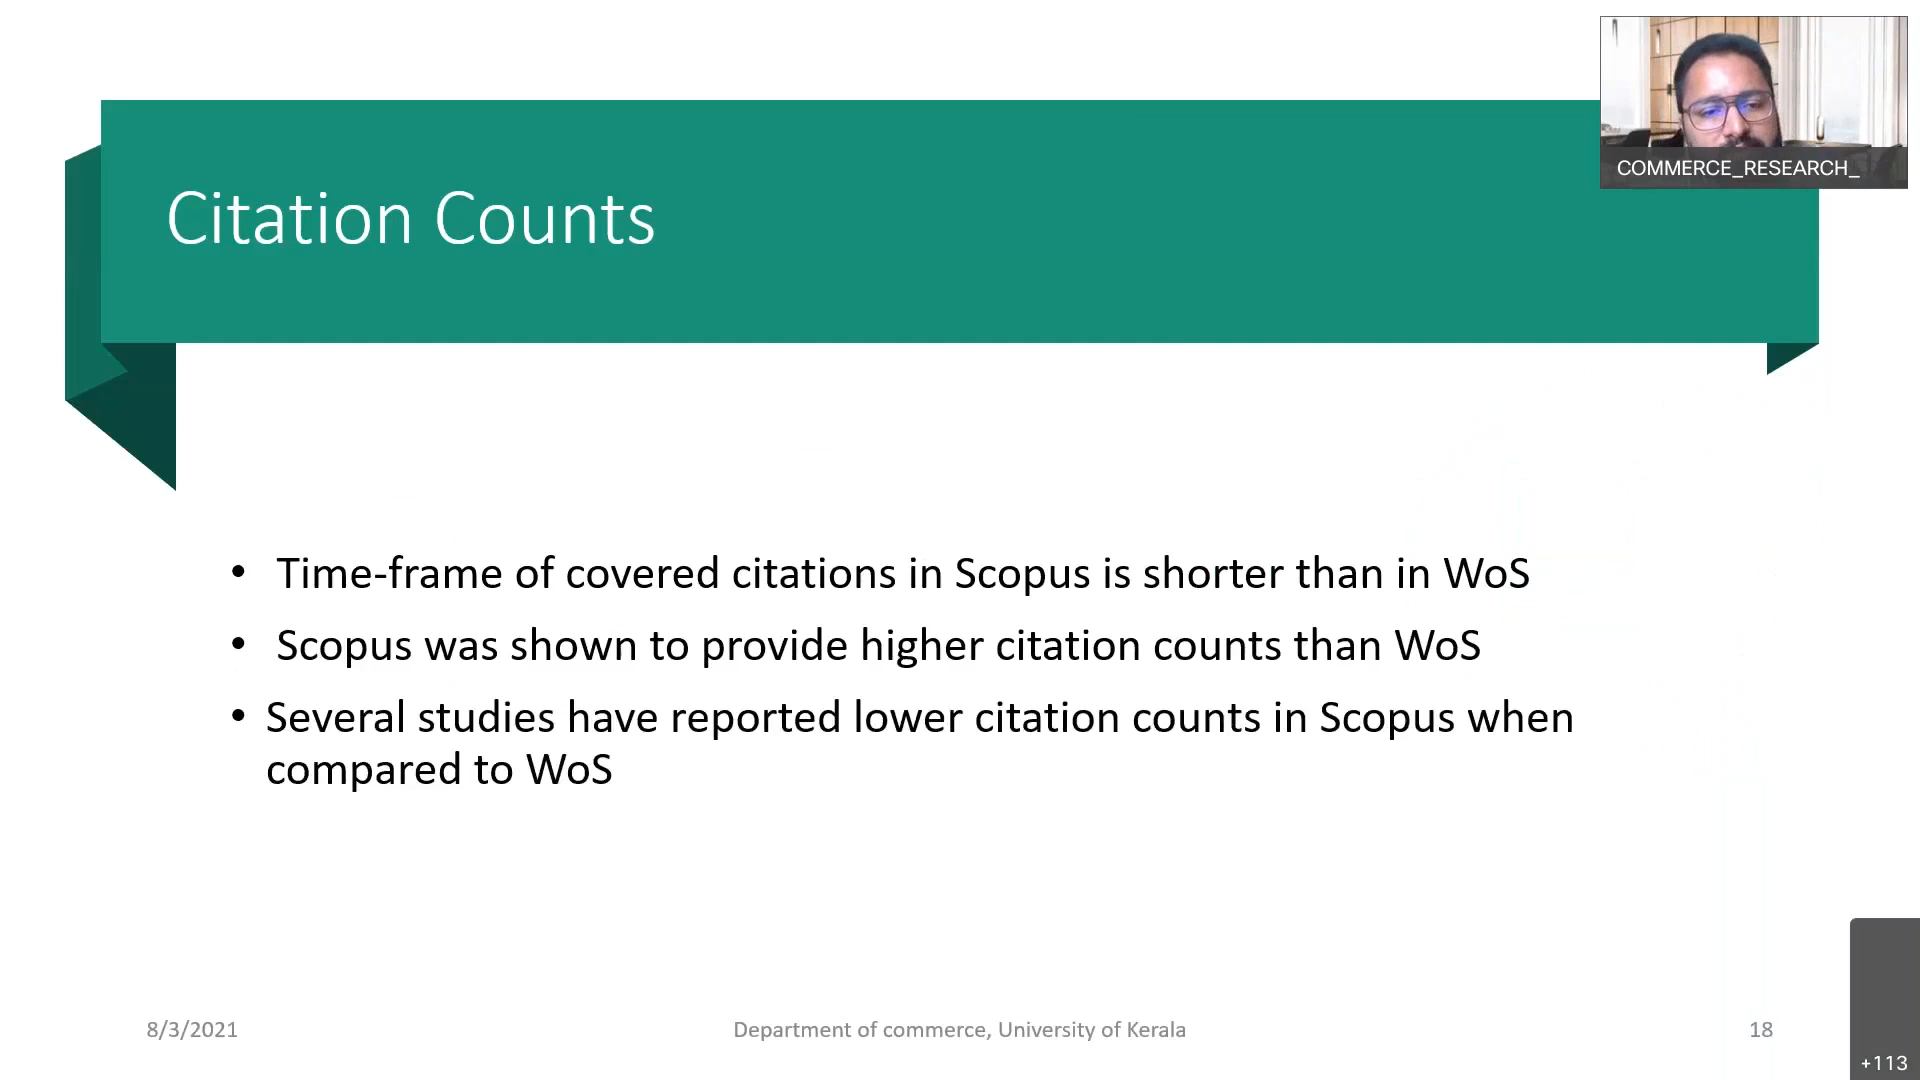 COMMERCE_RESEARCH_
Citation Counts
• Time-frame of covered citations in Scopus is shorter than in WoS
• Scopus was shown to provide higher citation counts than WoS
• Several studies have reported lower citation counts in Scopus when
compared to WoS
8/3/2021
Department of commerce, University of Kerala
18
+113